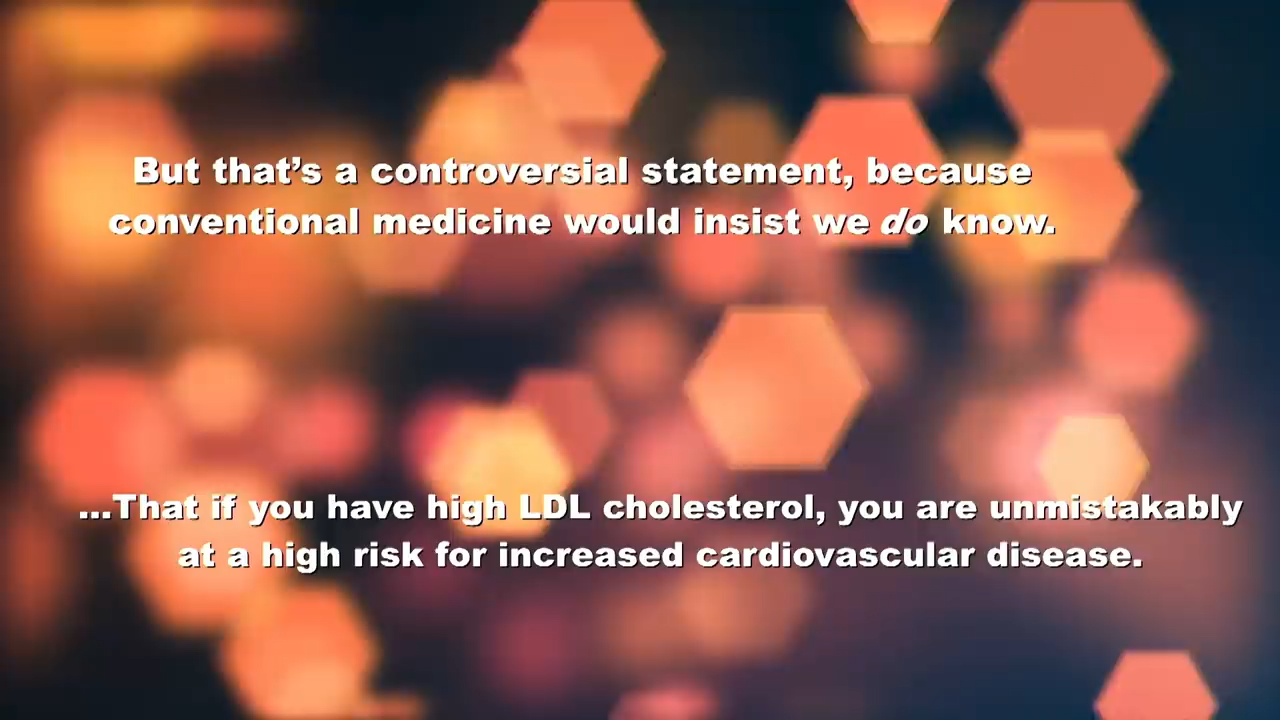 But that’s a controversial statement, because
conventional medicine would insist we do know.
...That if you have high LDL cholesterol, you are unmistakably
at a high risk for increased cardiovascular disease.